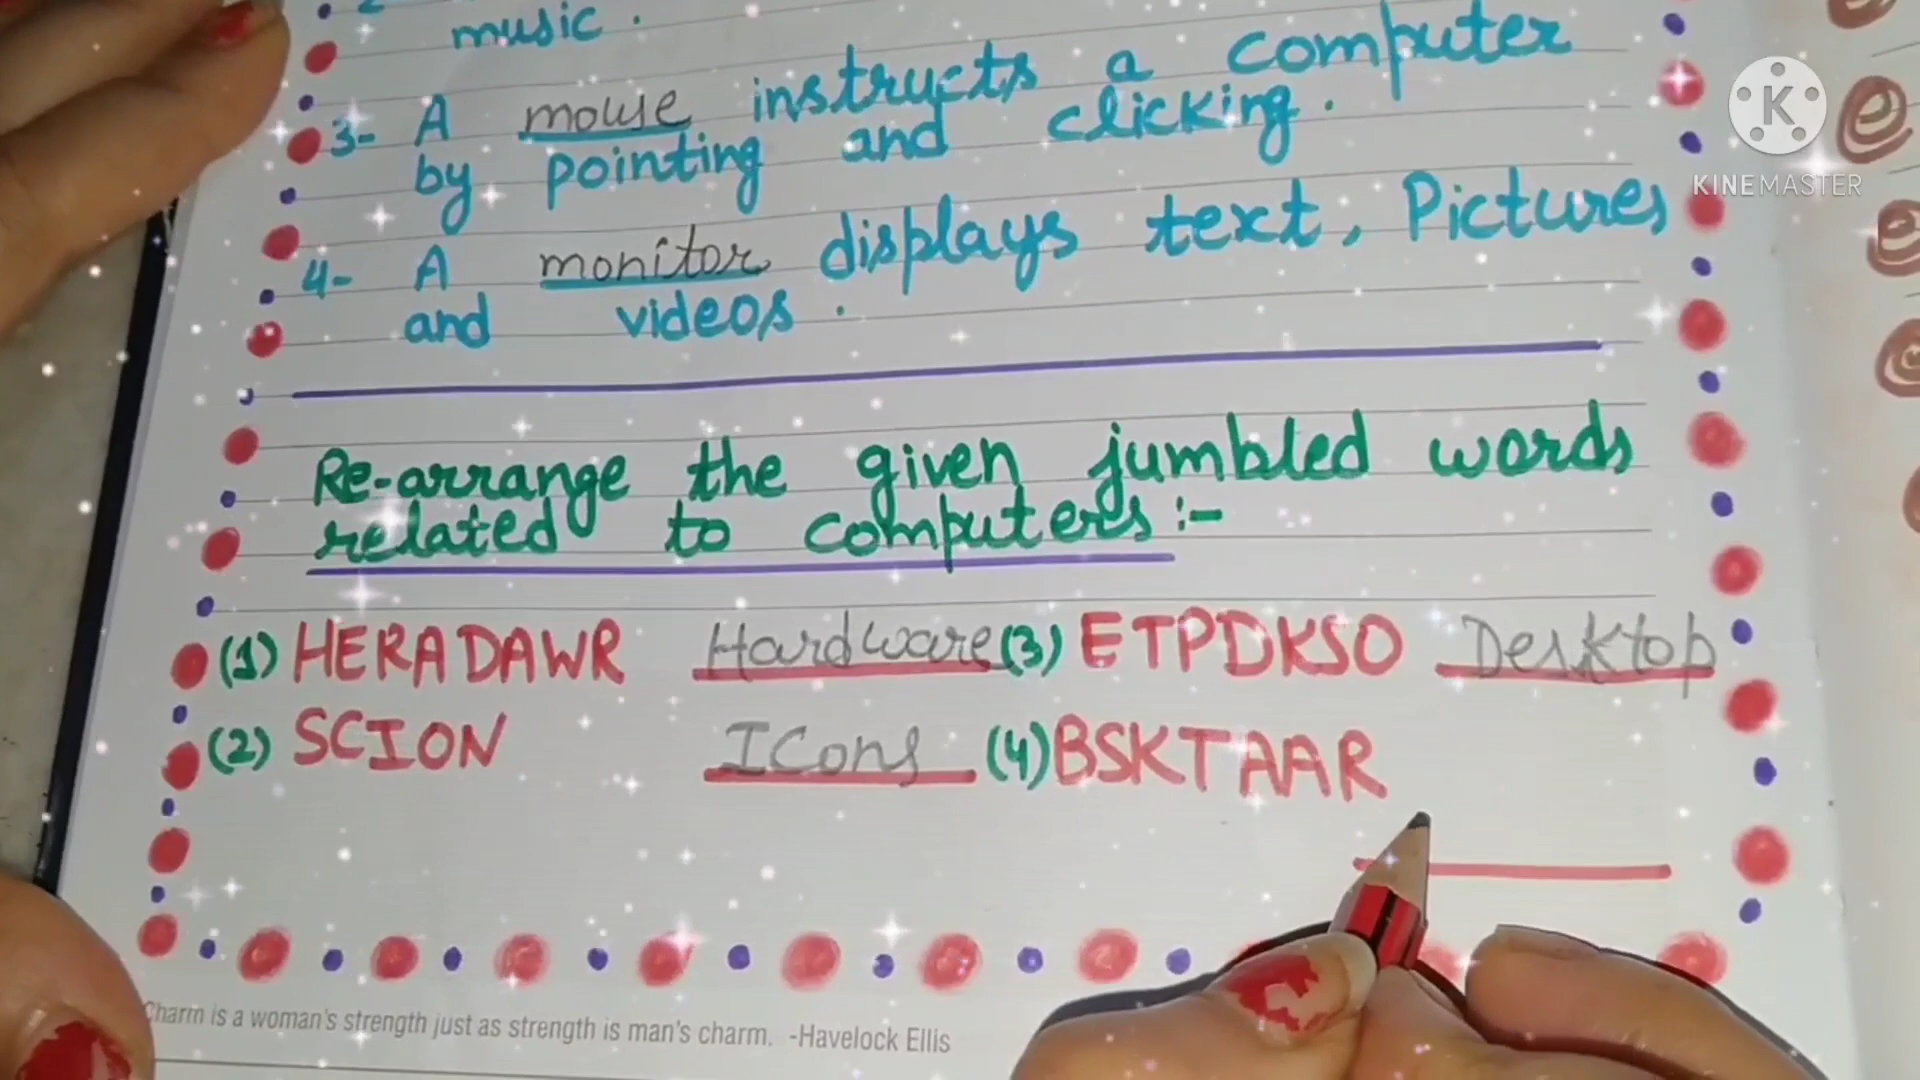 music.
3- A mouse instructs a computer
by pointing and clicking.
4- A monitor displays text, Pictures
and videos.
Re-arrange the given jumbled words
related to computers:-
(1) HERADAWR Hardware (3) ETPDKSO Desktop
(2) SCION Icons (4) BSKTAAR
Charm is a woman's strength just as strength is man's charm. -Havelock Ellis
K
KINEMASTER